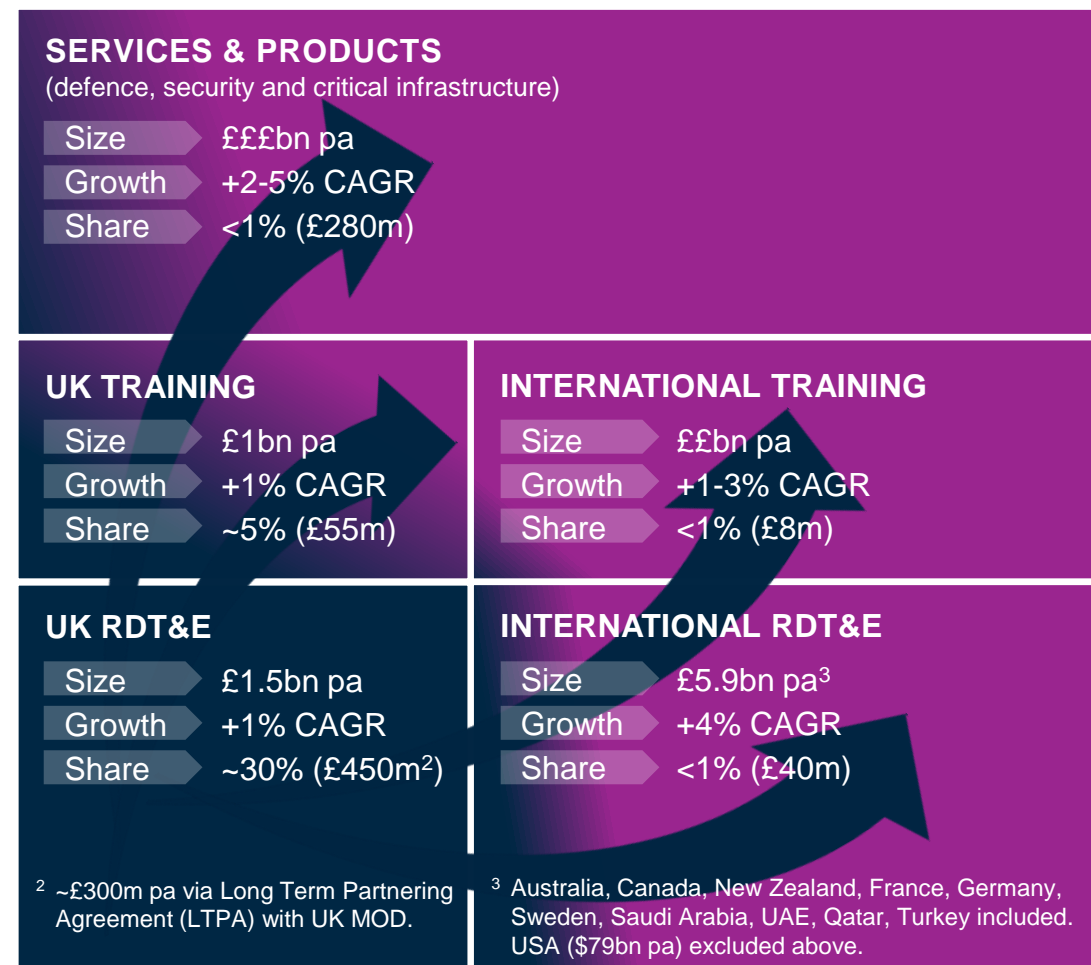 SERVICES & PRODUCTS
(defence, security and critical infrastructure)
Size £££bn pa
Growth +2-5% CAGR
Share <1% (£280m)
UK TRAINING
Size £1bn pa
Growth +1% CAGR
Share ~5% (£55m)
INTERNATIONAL TRAINING
Size ££bn pa
Growth +1-3% CAGR
Share <1% (£8m)
UK RDT&E
Size £1.5bn pa
Growth +1% CAGR
Share ~30% (£450m²)
² ~£300m pa via Long Term Partnering
Agreement (LTPA) with UK MOD.
INTERNATIONAL RDT&E
Size £5.9bn pa³
Growth +4% CAGR
Share <1% (£40m)
³ Australia, Canada, New Zealand, France, Germany,
Sweden, Saudi Arabia, UAE, Qatar, Turkey included.
USA ($79bn pa) excluded above.